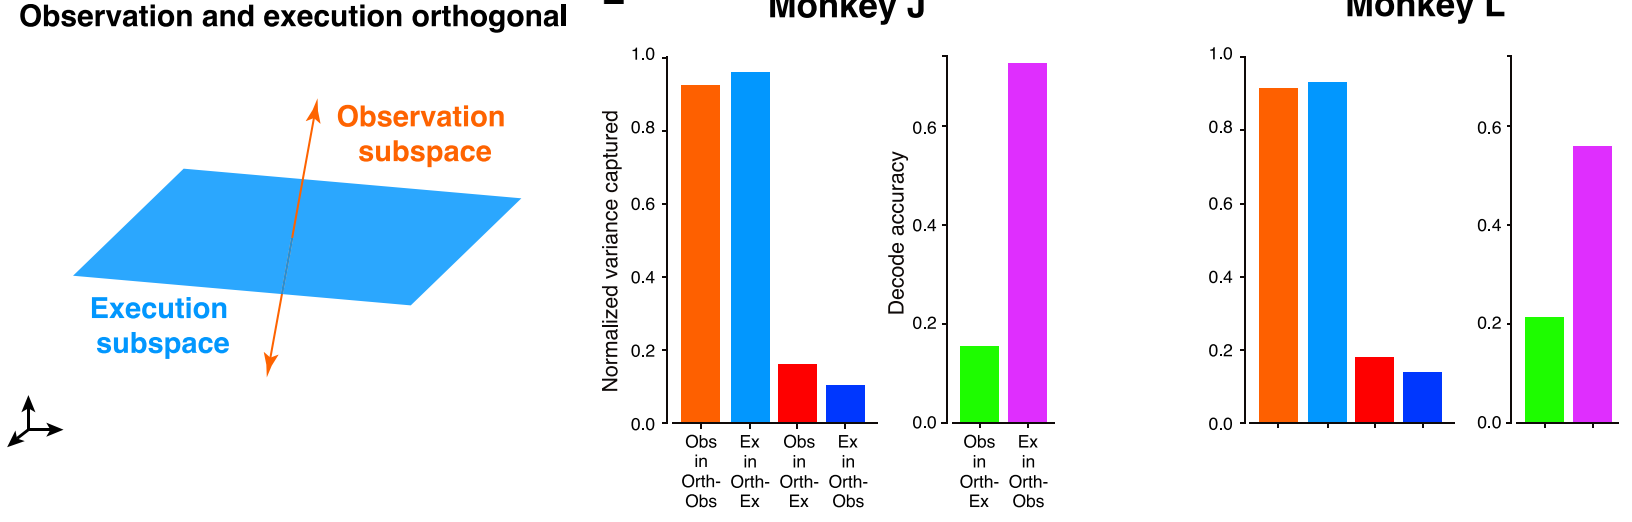 Observation and execution orthogonal
Observation
subspace
Execution
subspace
Monkey J
Normalized variance captured
1.0
0.8
0.6
0.4
0.2
0.0
Obs in Orth-Obs
Ex in Orth-Ex
Obs in Orth-Ex
Ex in Orth-Obs
Decode accuracy
0.6
0.4
0.2
0.0
Obs in Orth-Ex
Ex in Orth-Obs
Monkey L
1.0
0.8
0.6
0.4
0.2
0.0
0.6
0.4
0.2
0.0